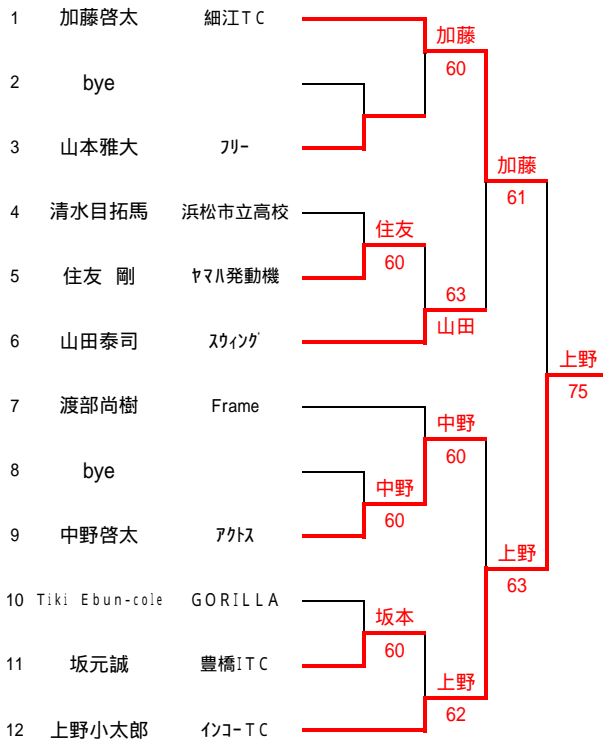 1 加藤啓太 細江TC
加藤
60
2 bye
3 山本雅大 ﾌﾘｰ
加藤
61
4 清水目拓馬 浜松市立高校
住友
60
5 住友 剛 ﾔﾏﾊ発動機
63
山田
6 山田泰司 ｽｳｨﾝｸﾞ
上野
75
7 渡部尚樹 Frame
中野
60
8 bye
中野
60
9 中野啓太 ｱｸﾄｽ
上野
63
10 Tiki Ebun-cole GORILLA
坂本
60
11 坂元誠 豊橋ITC
上野
62
12 上野小太郎 ｲﾝｺｰTC